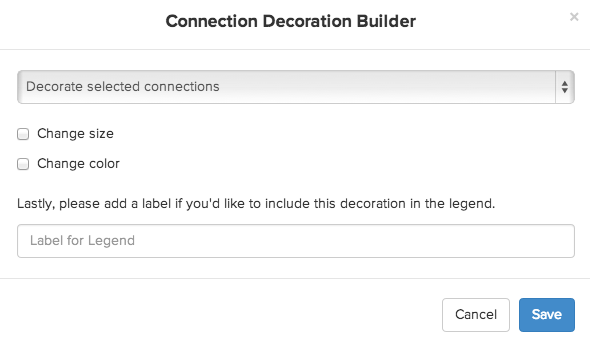 Connection Decoration Builder
×
Decorate selected connections
Change size
Change color
Lastly, please add a label if you'd like to include this decoration in the legend.
Label for Legend
Cancel Save